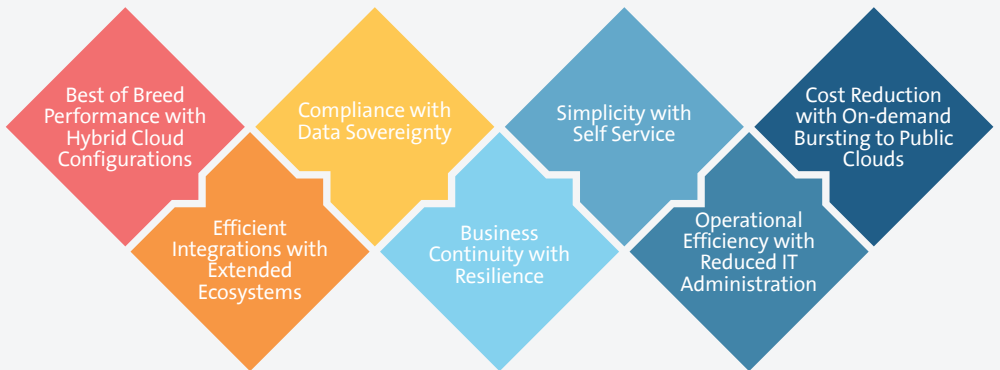 Best of Breed
Performance with
Hybrid Cloud
Configurations
Efficient
Integrations with
Extended
Ecosystems
Compliance with
Data Sovereignty
Business
Continuity with
Resilience
Simplicity with
Self Service
Operational
Efficiency with
Reduced IT
Administration
Cost Reduction
with On-demand
Bursting to Public
Clouds